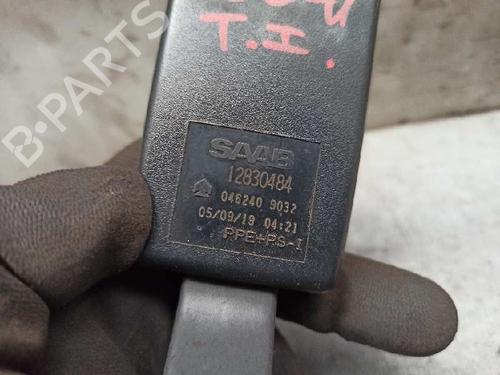 T.I.
SAAB
12830484
046240 9032
05/09/19 04:21
PPE+PS-I
B-PARTS